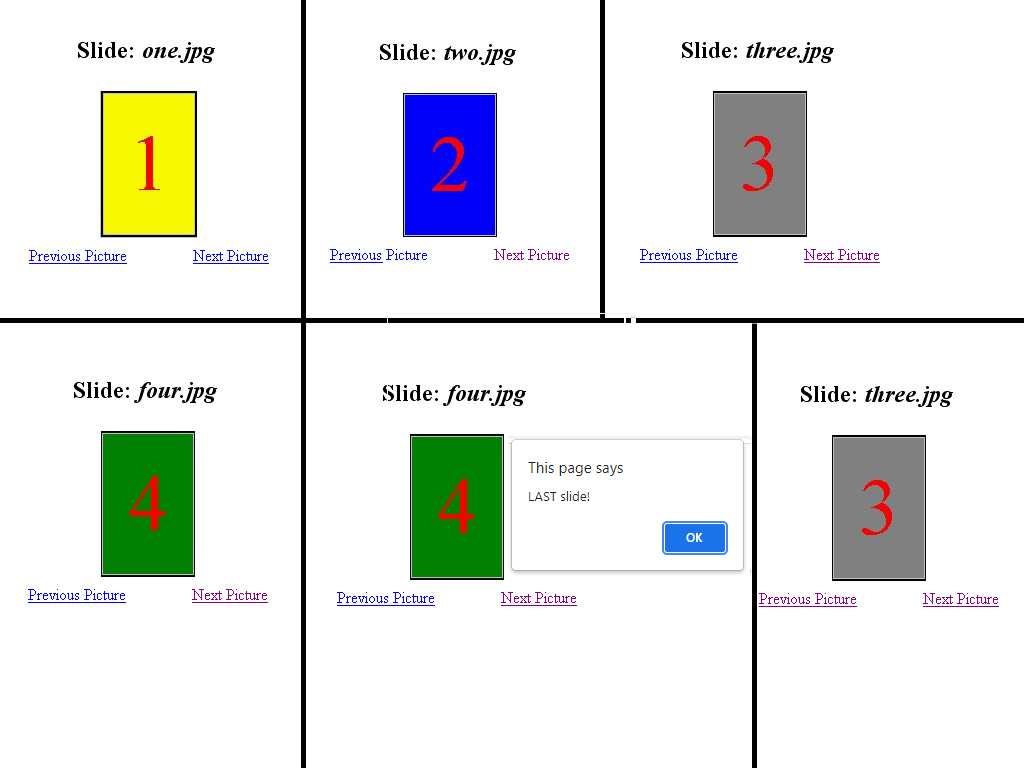 Slide: one.jpg
1
Previous Picture Next Picture
Slide: two.jpg
2
Previous Picture Next Picture
Slide: three.jpg
3
Previous Picture Next Picture
Slide: four.jpg
4
Previous Picture Next Picture
Slide: four.jpg
4
This page says
LAST slide!
OK
Previous Picture Next Picture
Slide: three.jpg
3
Previous Picture Next Picture